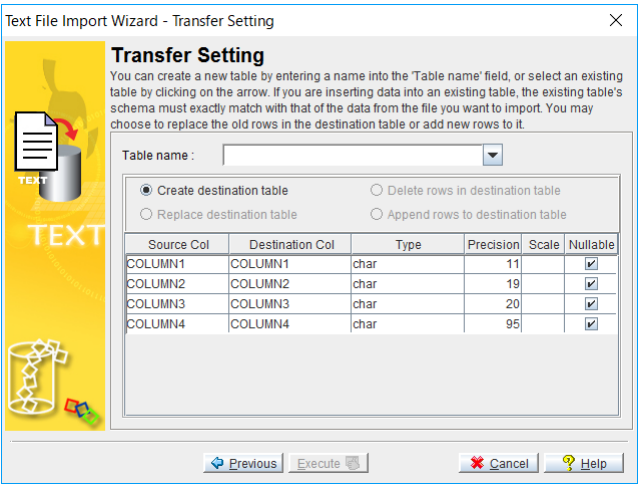 Text File Import Wizard - Transfer Setting
Transfer Setting
You can create a new table by entering a name into the 'Table name' field, or select an existing
table by clicking on the arrow. If you are inserting data into an existing table, the existing table's
schema must exactly match with that of the data from the file you want to import. You may
choose to replace the old rows in the destination table or add new rows to it.
TEXT
TEXT
Table name :
Create destination table Delete rows in destination table
Replace destination table Append rows to destination table
Source Col Destination Col Type Precision Scale Nullable
COLUMN1 COLUMN1 char 11
COLUMN2 COLUMN2 char 19
COLUMN3 COLUMN3 char 20
COLUMN4 COLUMN4 char 95
Previous Execute Cancel Help